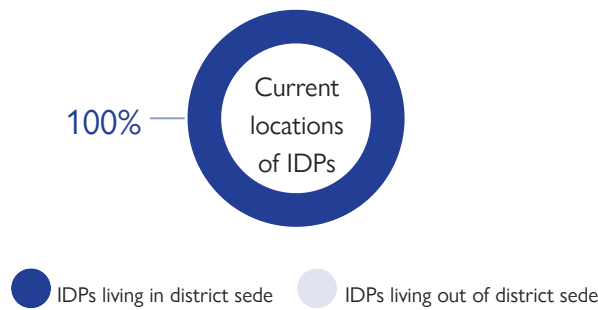 Current
locations
of IDPs
100%
IDPs living in district sede
IDPs living out of district sede